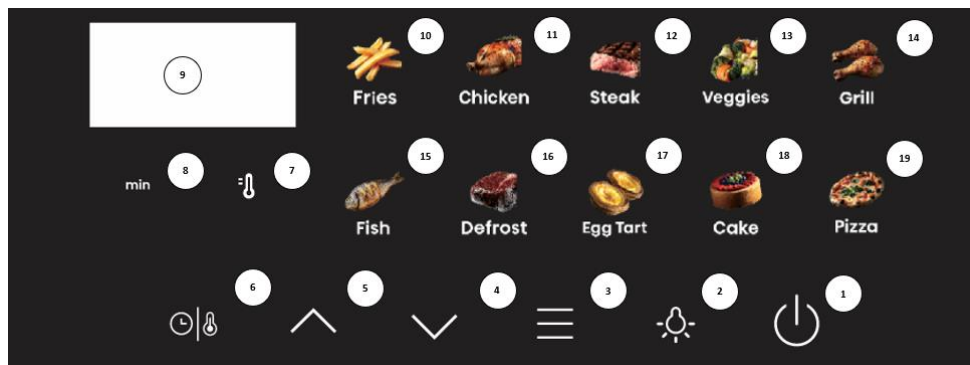 9
10
11
12
13
14
Fries
Chicken
Steak
Veggies
Grill
min
8
7
15
16
17
18
19
Fish
Defrost
Egg Tart
Cake
Pizza
6
5
4
3
2
1